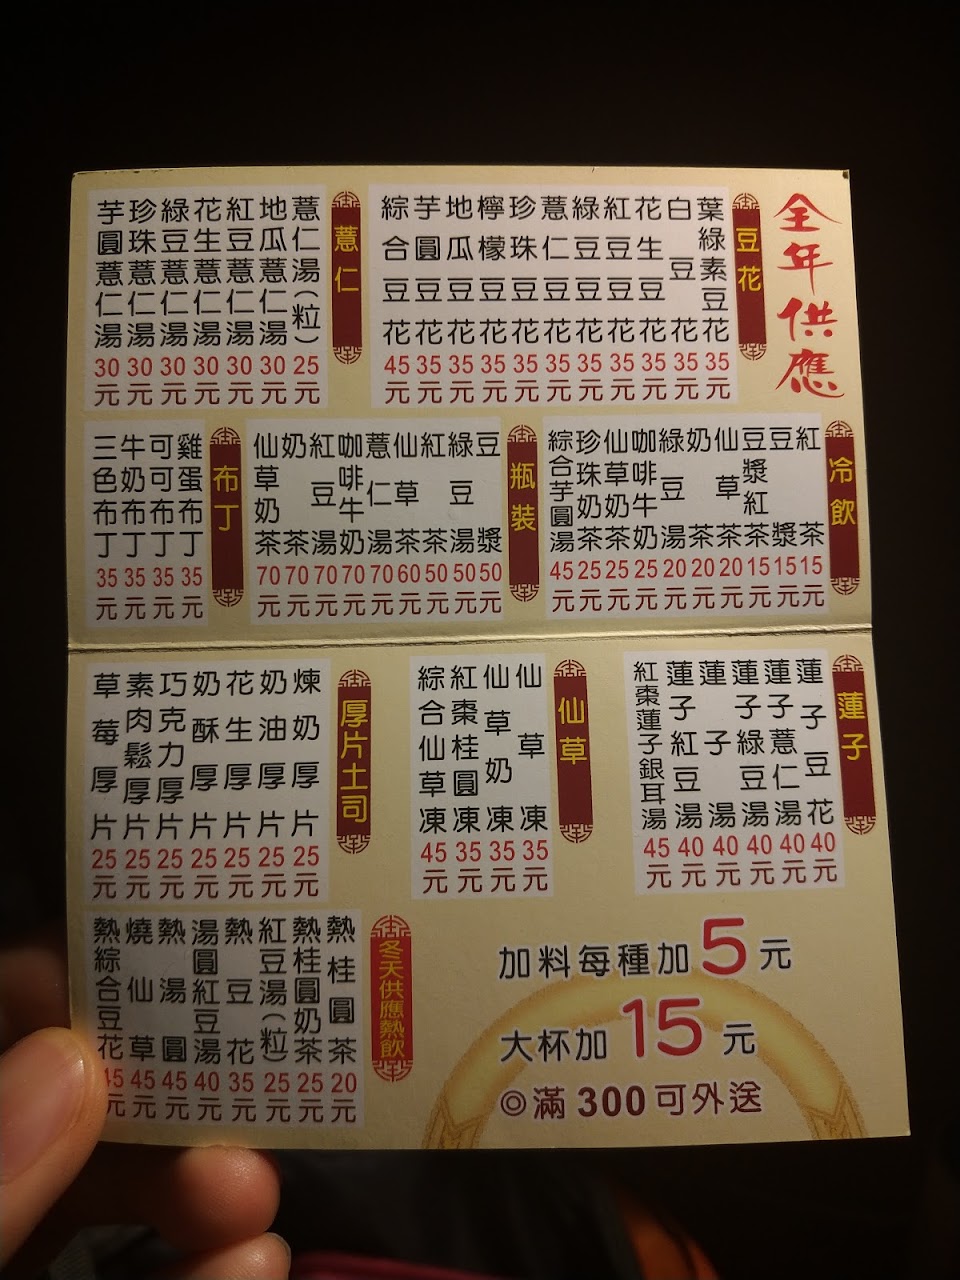 全年供應
豆花
葉綠素豆花35元
白豆花35元
花生豆花35元
紅豆豆花35元
綠豆豆花35元
薏仁豆花35元
珍珠豆花35元
檸檬豆花35元
地瓜豆花35元
芋圓豆花35元
綜合豆花45元
薏仁
薏仁湯(粒)25元
地瓜薏仁湯30元
紅豆薏仁湯30元
花生薏仁湯30元
綠豆薏仁湯30元
珍珠薏仁湯30元
芋圓薏仁湯30元
冷飲
紅茶15元
豆漿15元
豆漿紅茶15元
仙草茶20元
奶茶20元
綠豆湯20元
咖啡牛奶25元
仙草奶茶25元
珍珠奶茶25元
綜合芋圓湯45元
瓶裝
豆漿50元
綠豆湯50元
紅茶50元
仙草茶60元
薏仁湯70元
咖啡牛奶70元
紅豆湯70元
奶茶70元
仙草奶茶70元
布丁
雞蛋布丁35元
可可布丁35元
牛奶布丁35元
三色布丁35元
蓮子
蓮子豆花40元
蓮子薏仁湯40元
蓮子綠豆湯40元
蓮子湯40元
蓮子紅豆湯40元
紅棗蓮子銀耳湯45元
仙草
仙草凍35元
仙草奶凍35元
紅棗桂圓凍35元
綜合仙草凍45元
厚片土司
煉奶厚片25元
奶油厚片25元
花生厚片25元
奶酥厚片25元
巧克力厚片25元
素肉鬆厚片25元
草莓厚片25元
冬天供應熱飲
熱桂圓茶20元
熱桂圓奶茶25元
紅豆湯(粒)25元
熱豆花35元
湯圓紅豆湯40元
熱湯圓45元
燒仙草45元
熱綜合豆花45元
加料每種加5元
大杯加15元
◎滿300可外送